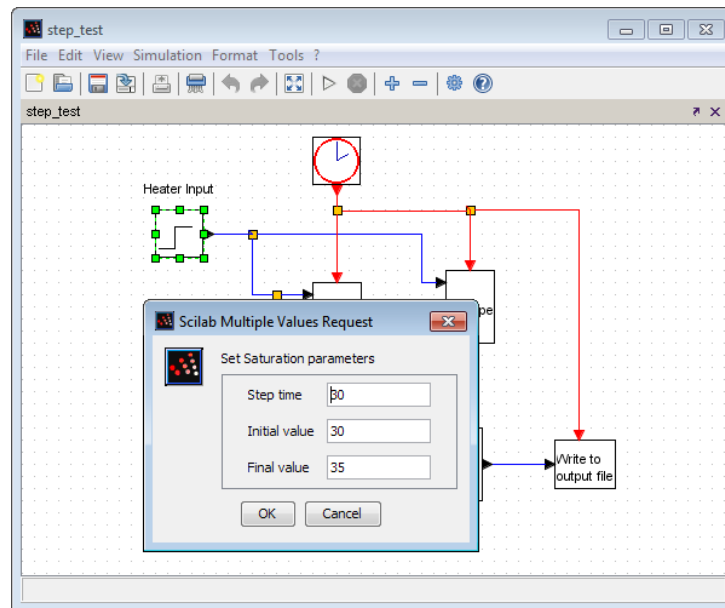 step_test
File Edit View Simulation Format Tools ?
step_test
Heater Input
Scilab Multiple Values Request
Set Saturation parameters
Step time 30
Initial value 30
Final value 35
OK Cancel
Write to
output file